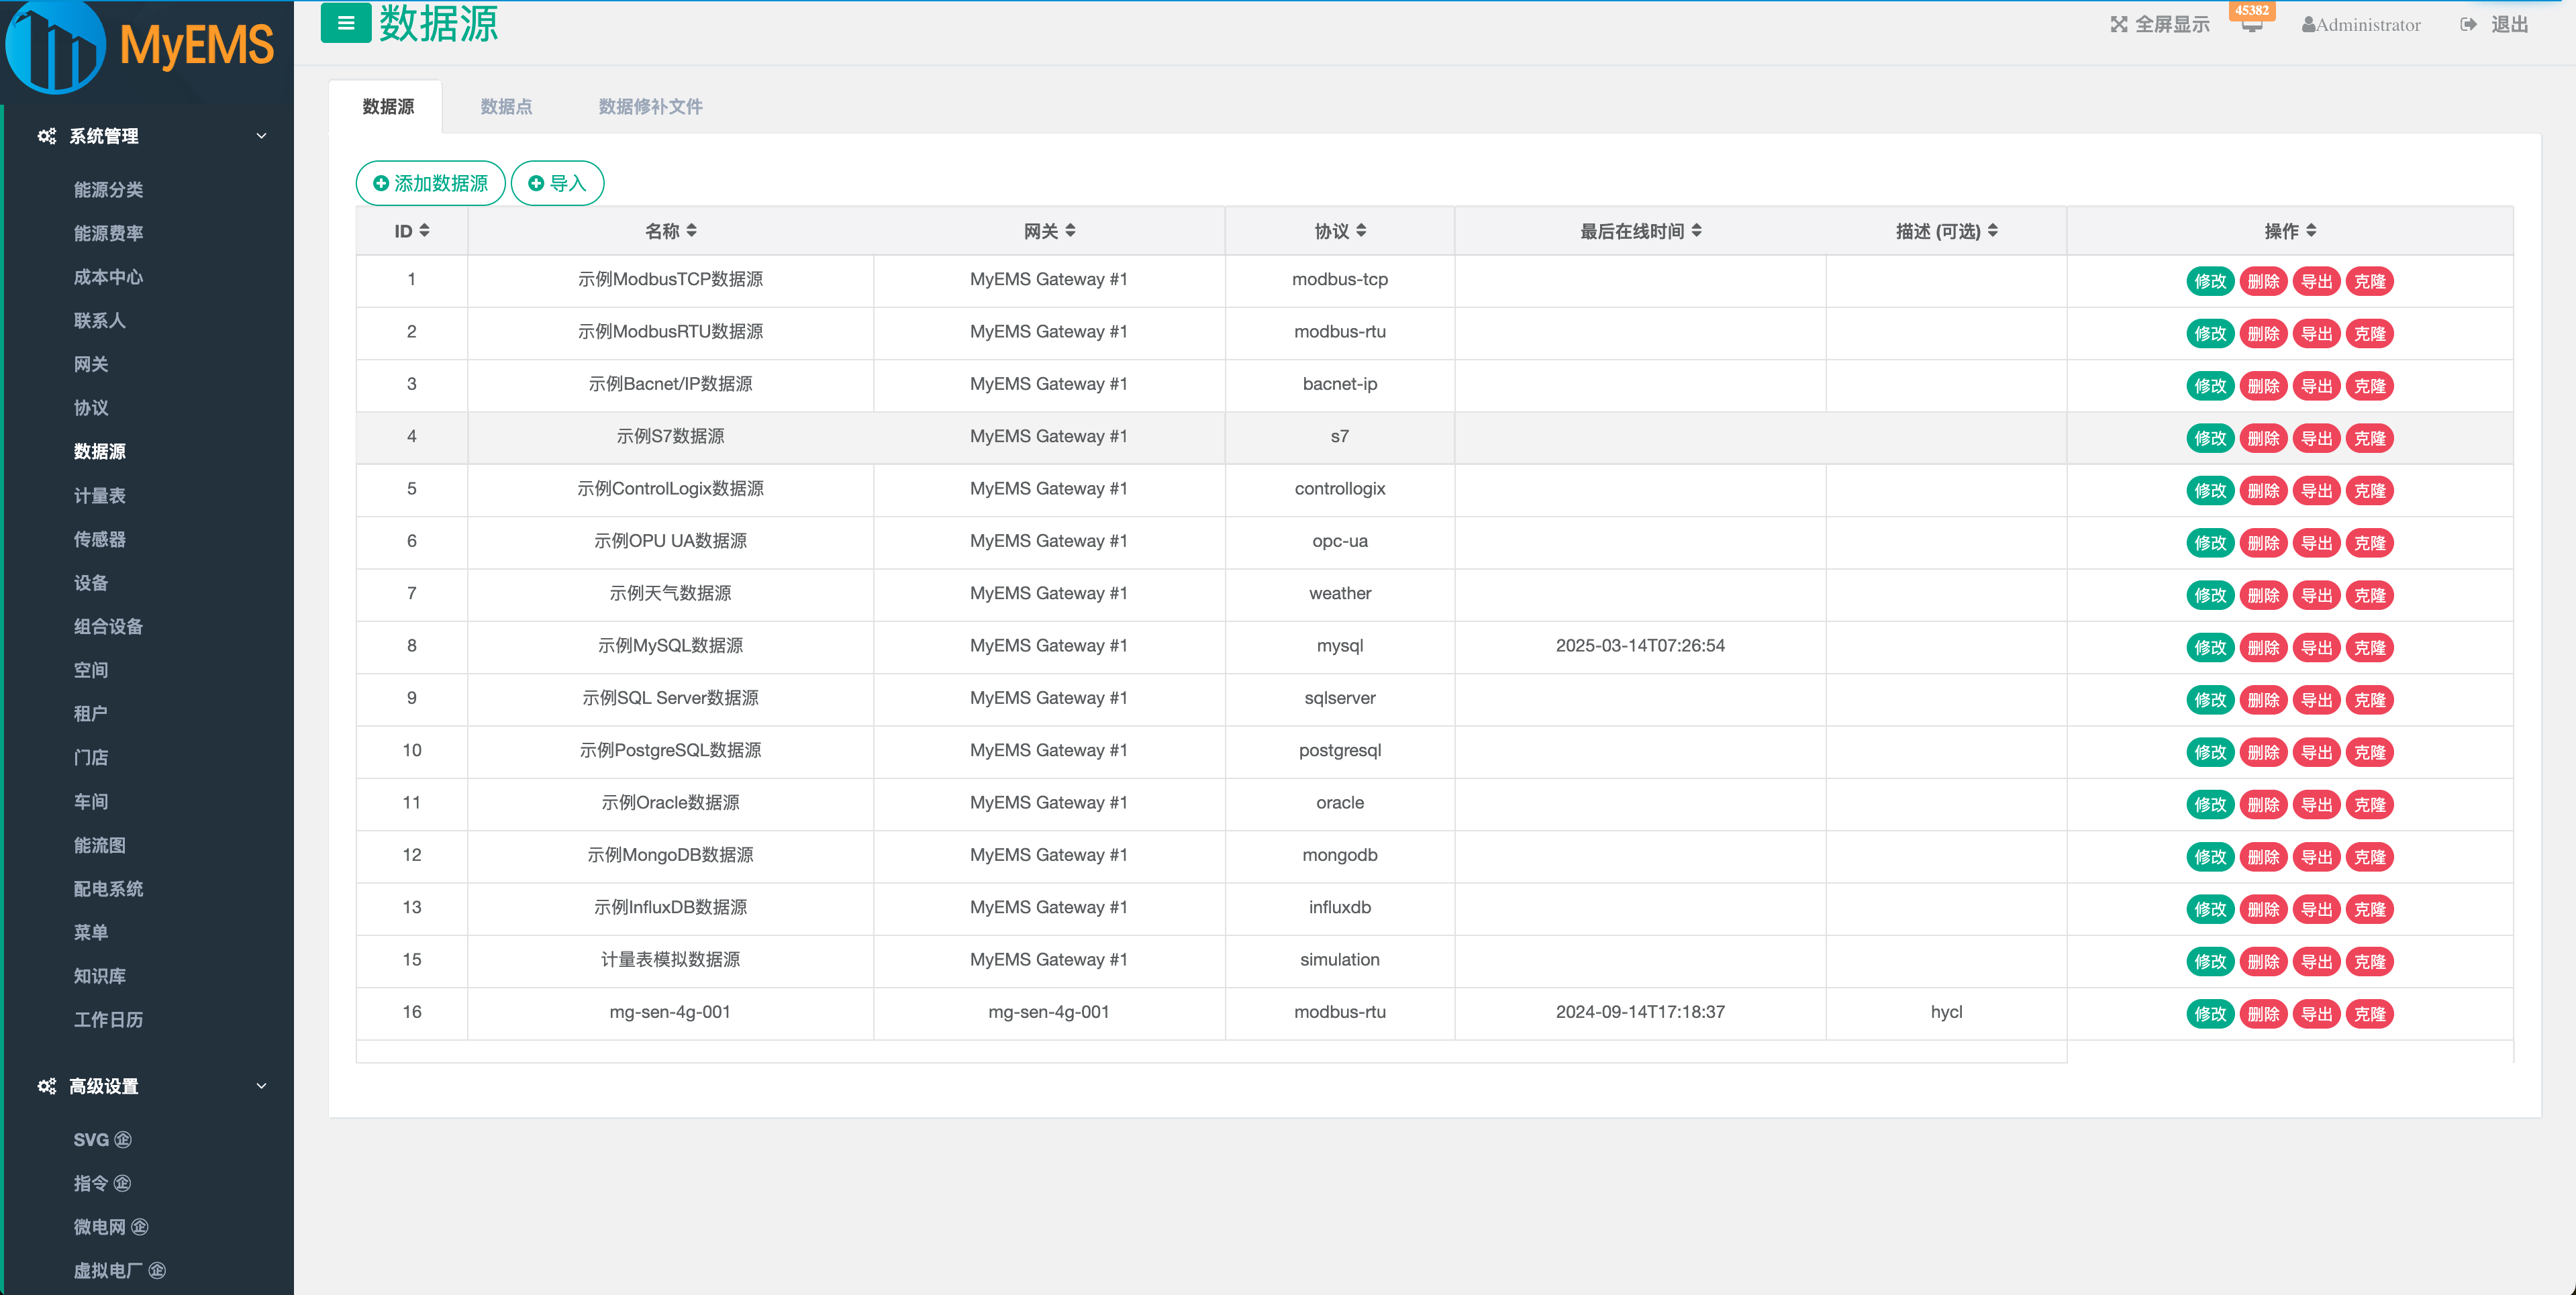 MyEMS
数据源
45382
全屏显示
Administrator
退出
系统管理
能源分类
能源费率
成本中心
联系人
网关
协议
数据源
计量表
传感器
设备
组合设备
空间
租户
门店
车间
能流图
配电系统
菜单
知识库
工作日历
高级设置
SVG 企
指令 企
微电网 企
虚拟电厂 企
数据源 数据点 数据修补文件
添加数据源 导入
ID 名称 网关 协议 最后在线时间 描述 (可选) 操作
1 示例ModbusTCP数据源 MyEMS Gateway #1 modbus-tcp 修改 删除 导出 克隆
2 示例ModbusRTU数据源 MyEMS Gateway #1 modbus-rtu 修改 删除 导出 克隆
3 示例Bacnet/IP数据源 MyEMS Gateway #1 bacnet-ip 修改 删除 导出 克隆
4 示例S7数据源 MyEMS Gateway #1 s7 修改 删除 导出 克隆
5 示例ControlLogix数据源 MyEMS Gateway #1 controllogix 修改 删除 导出 克隆
6 示例OPU UA数据源 MyEMS Gateway #1 opc-ua 修改 删除 导出 克隆
7 示例天气数据源 MyEMS Gateway #1 weather 修改 删除 导出 克隆
8 示例MySQL数据源 MyEMS Gateway #1 mysql 2025-03-14T07:26:54 修改 删除 导出 克隆
9 示例SQL Server数据源 MyEMS Gateway #1 sqlserver 修改 删除 导出 克隆
10 示例PostgreSQL数据源 MyEMS Gateway #1 postgresql 修改 删除 导出 克隆
11 示例Oracle数据源 MyEMS Gateway #1 oracle 修改 删除 导出 克隆
12 示例MongoDB数据源 MyEMS Gateway #1 mongodb 修改 删除 导出 克隆
13 示例InfluxDB数据源 MyEMS Gateway #1 influxdb 修改 删除 导出 克隆
15 计量表模拟数据源 MyEMS Gateway #1 simulation 修改 删除 导出 克隆
16 mg-sen-4g-001 mg-sen-4g-001 modbus-rtu 2024-09-14T17:18:37 hycl 修改 删除 导出 克隆